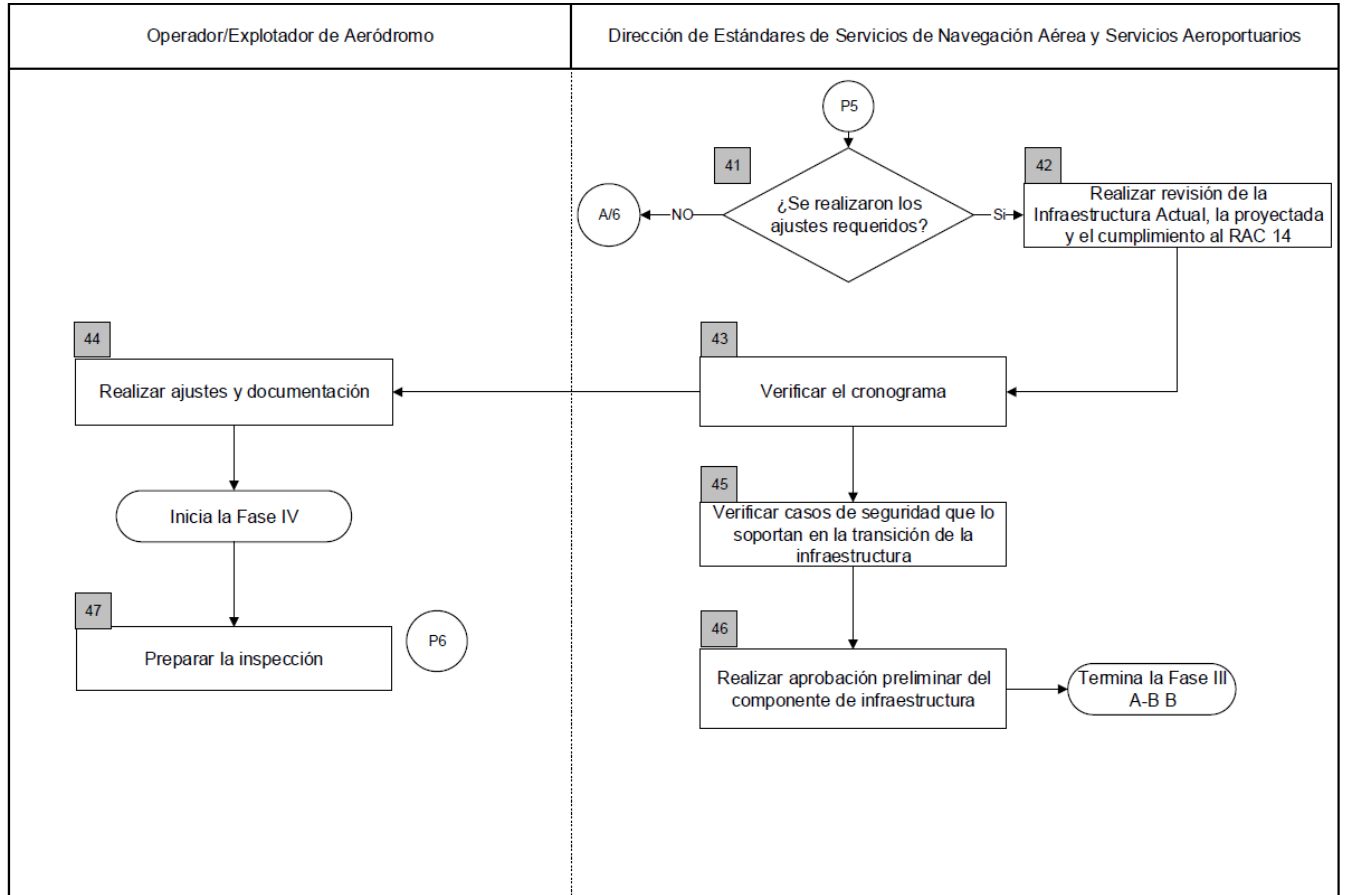 Operador/Explotador de Aeródromo
Dirección de Estándares de Servicios de Navegación Aérea y Servicios Aeroportuarios
P5
41
¿Se realizaron los
ajustes requeridos?
NO
A/6
Si
42
Realizar revisión de la
Infraestructura Actual, la proyectada
y el cumplimiento al RAC 14
43
Verificar el cronograma
44
Realizar ajustes y documentación
Inicia la Fase IV
45
Verificar casos de seguridad que lo
soportan en la transición de la
infraestructura
47
Preparar la inspección
P6
46
Realizar aprobación preliminar del
componente de infraestructura
Termina la Fase III
A-B B